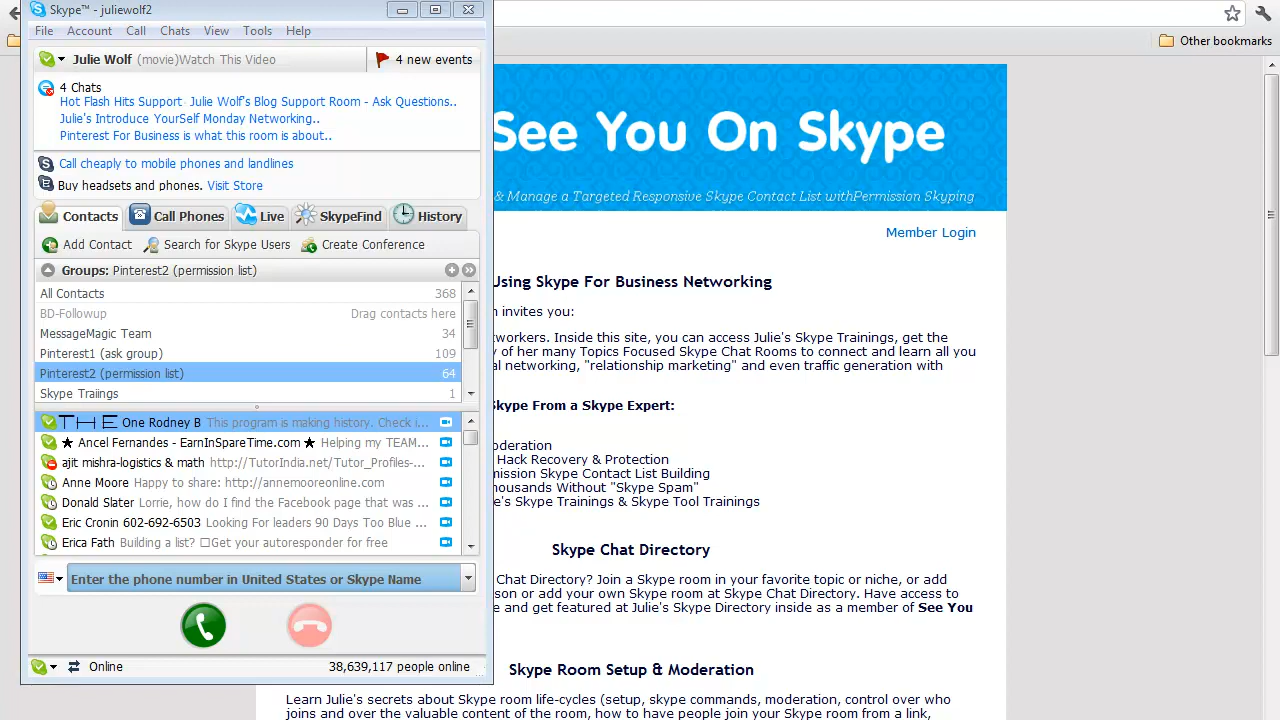 Skype™ - juliewolf2
File Account Call Chats View Tools Help
Julie Wolf (movie)Watch This Video
4 new events
4 Chats
Hot Flash Hits Support Julie Wolf's Blog Support Room - Ask Questions..
Julie's Introduce YourSelf Monday Networking..
Pinterest For Business is what this room is about..
Call cheaply to mobile phones and landlines
Buy headsets and phones. Visit Store
Contacts Call Phones Live SkypeFind History
Add Contact Search for Skype Users Create Conference
Groups: Pinterest2 (permission list)
All Contacts 368
BD-Followup Drag contacts here
MessageMagic Team 34
Pinterest1 (ask group) 109
Pinterest2 (permission list) 64
Skype Traiings 1
T H E One Rodney B This program is making history. Check i...
★ Ancel Fernandes - EarnInSpareTime.com ★ Helping my TEAM...
ajit mishra-logistics & math http://TutorIndia.net/Tutor_Profiles-...
Anne Moore Happy to share: http://annemooreonline.com
Donald Slater Lorrie, how do I find the Facebook page that was ...
Eric Cronin 602-692-6503 Looking For leaders 90 Days Too Blue ...
Erica Fath Building a list? ☐Get your autoresponder for free
Enter the phone number in United States or Skype Name
Online 38,639,117 people online
Other bookmarks
See You On Skype
& Manage a Targeted Responsive Skype Contact List withPermission Skyping
Member Login
Using Skype For Business Networking
n invites you:
tworkers. Inside this site, you can access Julie's Skype Trainings, get the
y of her many Topics Focused Skype Chat Rooms to connect and learn all you
al networking, "relationship marketing" and even traffic generation with
Skype From a Skype Expert:
oderation
Hack Recovery & Protection
mission Skype Contact List Building
housands Without "Skype Spam"
e's Skype Trainings & Skype Tool Trainings
Skype Chat Directory
Chat Directory? Join a Skype room in your favorite topic or niche, or add
son or add your own Skype room at Skype Chat Directory. Have access to
e and get featured at Julie's Skype Directory inside as a member of See You
Skype Room Setup & Moderation
Learn Julie's secrets about Skype room life-cycles (setup, skype commands, moderation, control over who
joins and over the valuable content of the room, how to have people join your Skype room from a link,